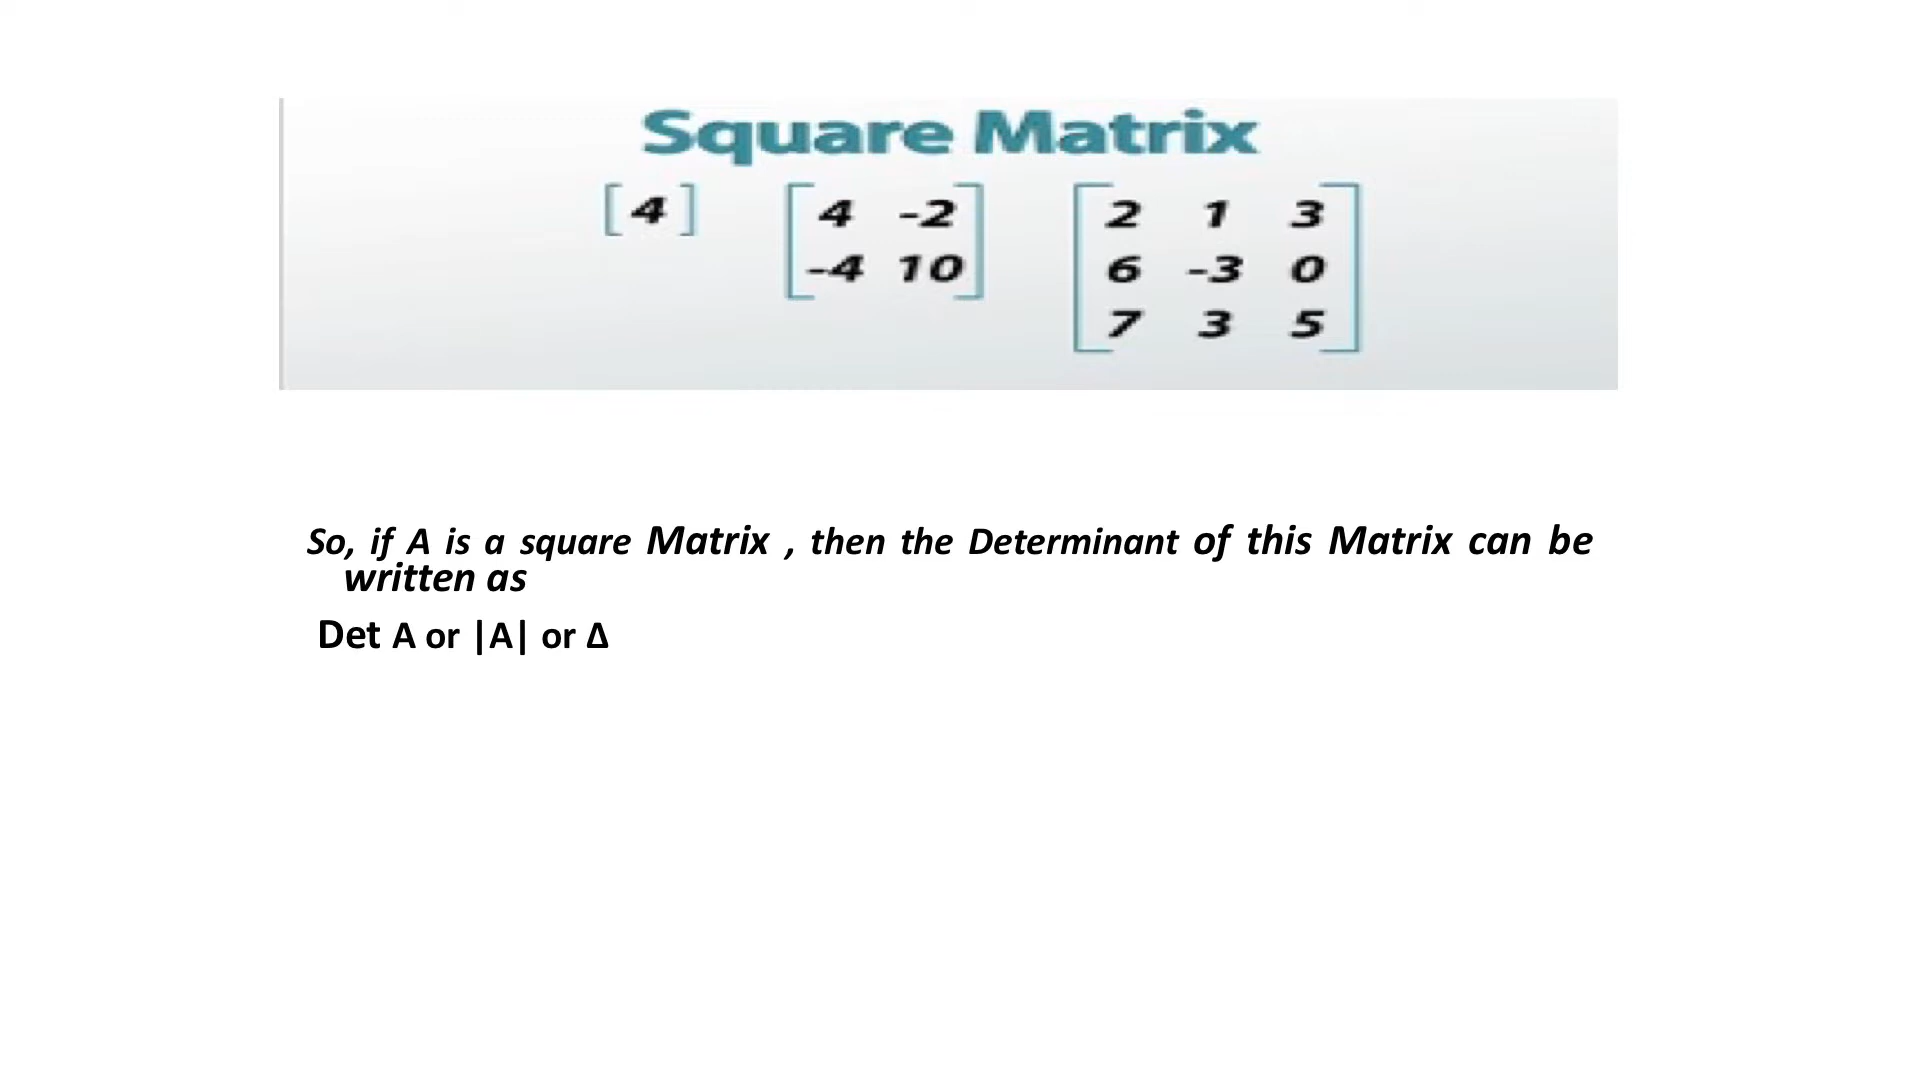 Square Matrix
[4] [4 -2 [2 1 3
-4 10] 6 -3 0
7 3 5]
So, if A is a square Matrix , then the Determinant of this Matrix can be
written as
Det A or |A| or Δ